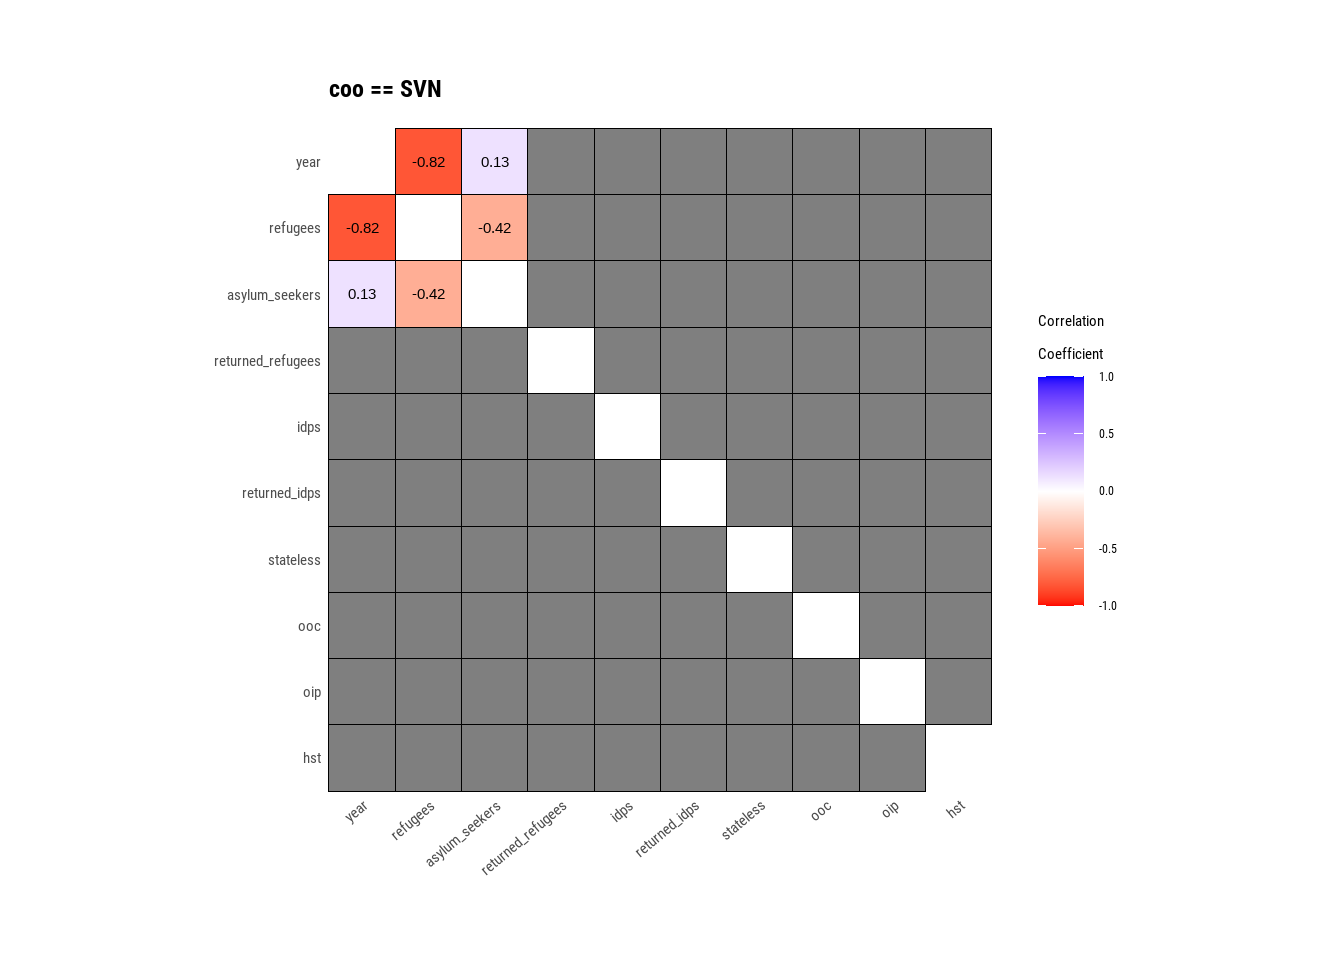 coo == SVN
year -0.82 0.13
refugees -0.82 -0.42
asylum_seekers 0.13 -0.42
returned_refugees
idps
returned_idps
stateless
ooc
oip
hst
year refugees asylum_seekers returned_refugees idps returned_idps stateless ooc oip hst
Correlation
Coefficient
1.0
0.5
0.0
-0.5
-1.0